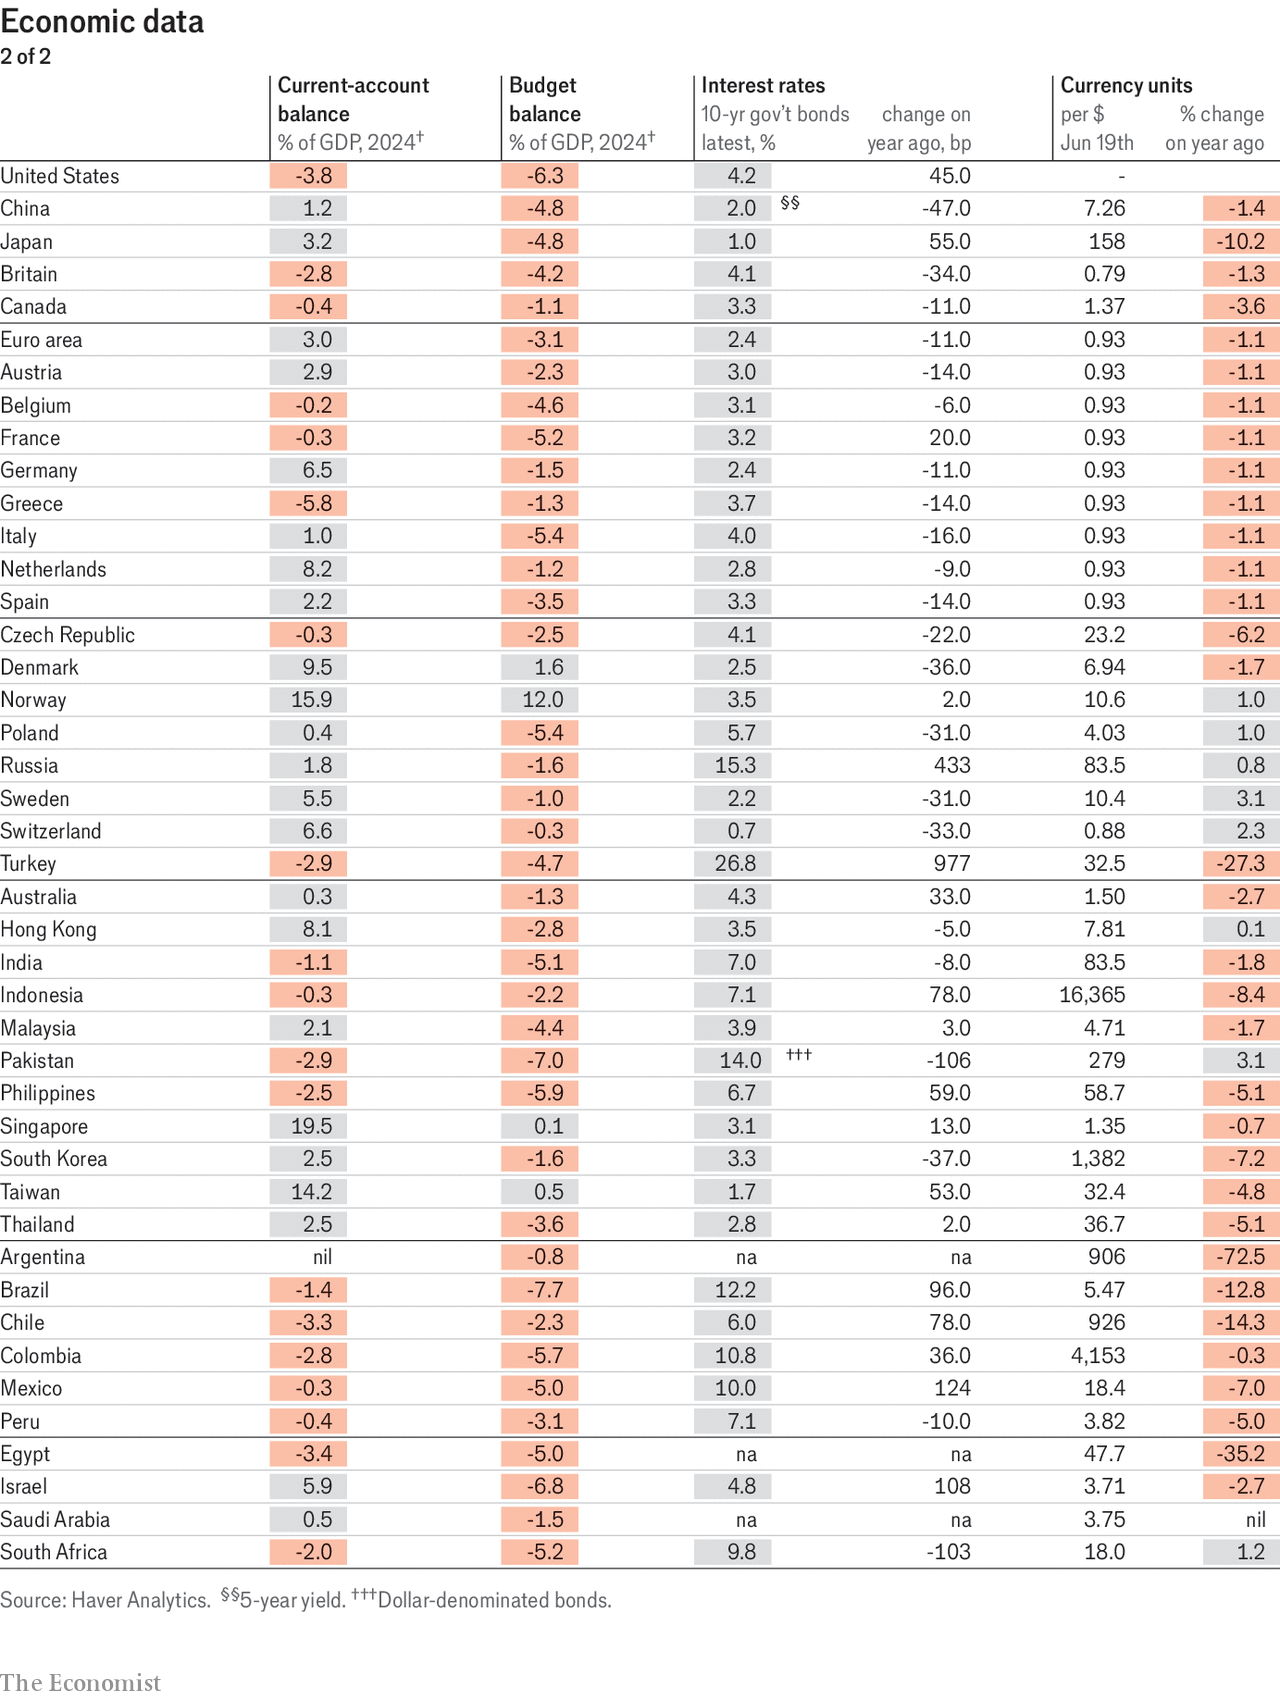 Economic data
2 of 2
Current-account Budget Interest rates Currency units
balance balance 10-yr gov’t bonds change on per $ % change
% of GDP, 2024† % of GDP, 2024† latest, % year ago, bp Jun 19th on year ago
United States -3.8 -6.3 4.2 45.0 -
China 1.2 -4.8 2.0 §§ -47.0 7.26 -1.4
Japan 3.2 -4.8 1.0 55.0 158 -10.2
Britain -2.8 -4.2 4.1 -34.0 0.79 -1.3
Canada -0.4 -1.1 3.3 -11.0 1.37 -3.6
Euro area 3.0 -3.1 2.4 -11.0 0.93 -1.1
Austria 2.9 -2.3 3.0 -14.0 0.93 -1.1
Belgium -0.2 -4.6 3.1 -6.0 0.93 -1.1
France -0.3 -5.2 3.2 20.0 0.93 -1.1
Germany 6.5 -1.5 2.4 -11.0 0.93 -1.1
Greece -5.8 -1.3 3.7 -14.0 0.93 -1.1
Italy 1.0 -5.4 4.0 -16.0 0.93 -1.1
Netherlands 8.2 -1.2 2.8 -9.0 0.93 -1.1
Spain 2.2 -3.5 3.3 -14.0 0.93 -1.1
Czech Republic -0.3 -2.5 4.1 -22.0 23.2 -6.2
Denmark 9.5 1.6 2.5 -36.0 6.94 -1.7
Norway 15.9 12.0 3.5 2.0 10.6 1.0
Poland 0.4 -5.4 5.7 -31.0 4.03 1.0
Russia 1.8 -1.6 15.3 433 83.5 0.8
Sweden 5.5 -1.0 2.2 -31.0 10.4 3.1
Switzerland 6.6 -0.3 0.7 -33.0 0.88 2.3
Turkey -2.9 -4.7 26.8 977 32.5 -27.3
Australia 0.3 -1.3 4.3 33.0 1.50 -2.7
Hong Kong 8.1 -2.8 3.5 -5.0 7.81 0.1
India -1.1 -5.1 7.0 -8.0 83.5 -1.8
Indonesia -0.3 -2.2 7.1 78.0 16,365 -8.4
Malaysia 2.1 -4.4 3.9 3.0 4.71 -1.7
Pakistan -2.9 -7.0 14.0 ††† -106 279 3.1
Philippines -2.5 -5.9 6.7 59.0 58.7 -5.1
Singapore 19.5 0.1 3.1 13.0 1.35 -0.7
South Korea 2.5 -1.6 3.3 -37.0 1,382 -7.2
Taiwan 14.2 0.5 1.7 53.0 32.4 -4.8
Thailand 2.5 -3.6 2.8 2.0 36.7 -5.1
Argentina nil -0.8 na na 906 -72.5
Brazil -1.4 -7.7 12.2 96.0 5.47 -12.8
Chile -3.3 -2.3 6.0 78.0 926 -14.3
Colombia -2.8 -5.7 10.8 36.0 4,153 -0.3
Mexico -0.3 -5.0 10.0 124 18.4 -7.0
Peru -0.4 -3.1 7.1 -10.0 3.82 -5.0
Egypt -3.4 -5.0 na na 47.7 -35.2
Israel 5.9 -6.8 4.8 108 3.71 -2.7
Saudi Arabia 0.5 -1.5 na na 3.75 nil
South Africa -2.0 -5.2 9.8 -103 18.0 1.2
Source: Haver Analytics. §§5-year yield. †††Dollar-denominated bonds.
The Economist